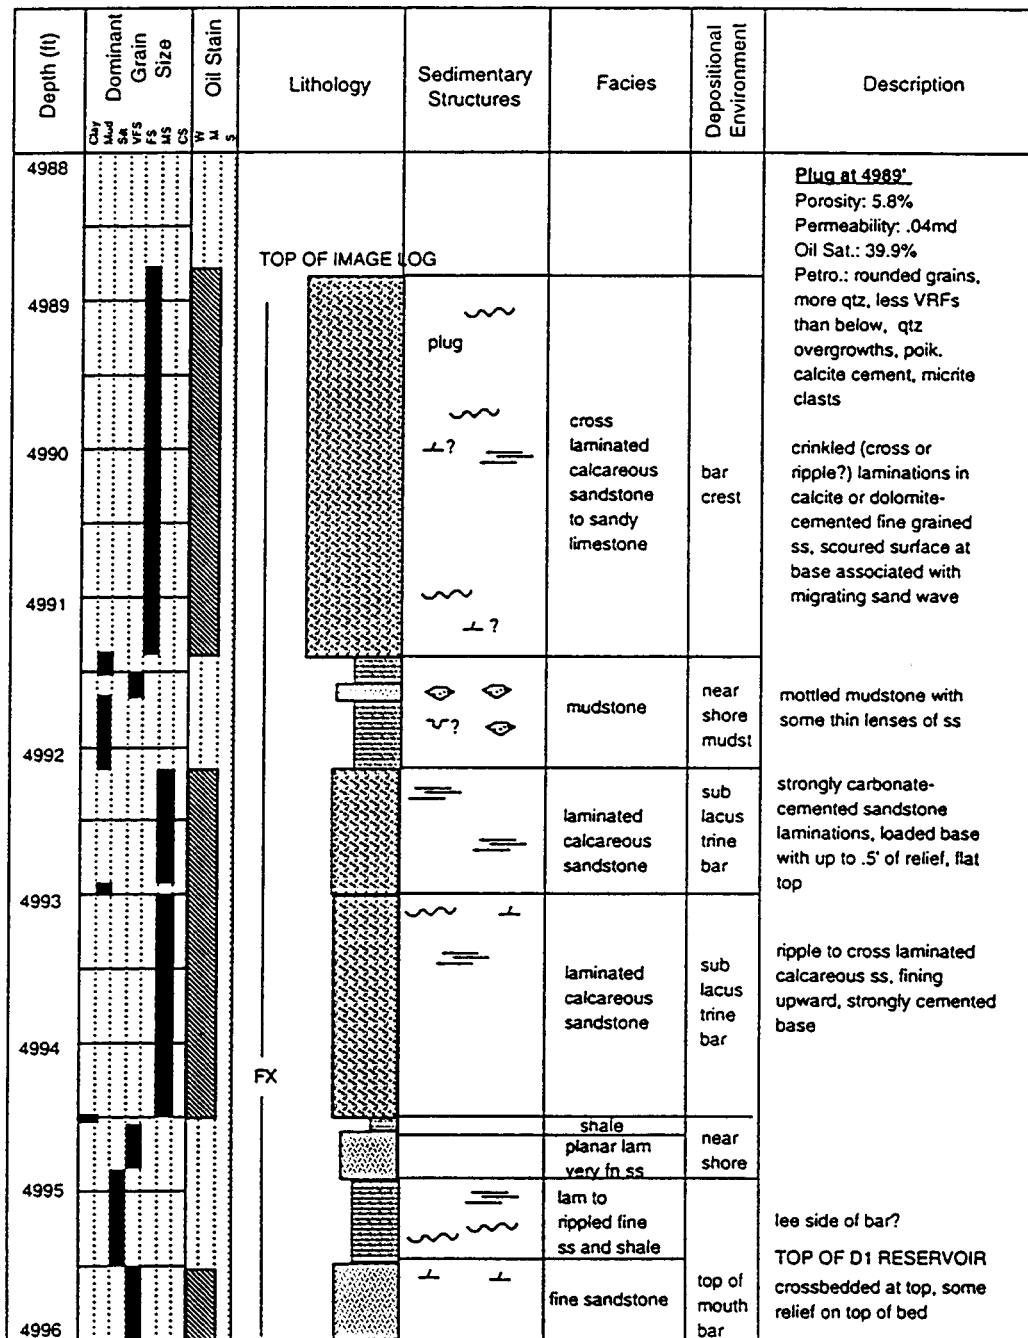 Depth (ft)
Dominant
Grain
Size
Oil Stain
Lithology
Sedimentary
Structures
Facies
Depositional
Environment
Description
Clay
Mud
Silt
VFS
FS
MS
CS
W
M
S
4988
Plug at 4989'
Porosity: 5.8%
Permeability: .04md
Oil Sat.: 39.9%
Petro.: rounded grains,
more qtz, less VRFs
than below, qtz
overgrowths, poik.
calcite cement, micrite
clasts
TOP OF IMAGE LOG
4989
plug
4990
?
cross
laminated
calcareous
sandstone
to sandy
limestone
bar
crest
crinkled (cross or
ripple?) laminations in
calcite or dolomite-
cemented fine grained
ss, scoured surface at
base associated with
migrating sand wave
4991
?
?
mudstone
near
shore
mudst
mottled mudstone with
some thin lenses of ss
4992
laminated
calcareous
sandstone
sub
lacus
trine
bar
strongly carbonate-
cemented sandstone
laminations, loaded base
with up to .5' of relief, flat
top
4993
laminated
calcareous
sandstone
sub
lacus
trine
bar
ripple to cross laminated
calcareous ss, fining
upward, strongly cemented
base
4994
FX
shale
planar lam
very fn ss
near
shore
4995
lam to
rippled fine
ss and shale
lee side of bar?
TOP OF D1 RESERVOIR
fine sandstone
top of
mouth
bar
crossbedded at top, some
relief on top of bed
4996